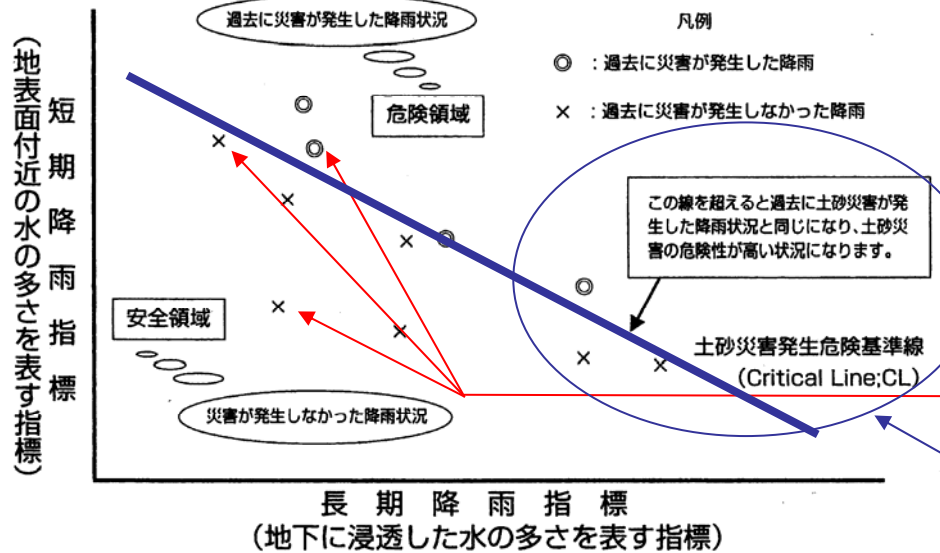 過去に災害が発生した降雨状況
凡例
◎ :過去に災害が発生した降雨
× :過去に災害が発生しなかった降雨
危険領域
この線を超えると過去に土砂災害が発
生した降雨状況と同じになり、土砂災
害の危険性が高い状況になります。
安全領域
土砂災害発生危険基準線
(Critical Line;CL)
災害が発生しなかった降雨状況
短期降雨指標
(地表面付近の水の多さを表す指標)
長期降雨指標
(地下に浸透した水の多さを表す指標)